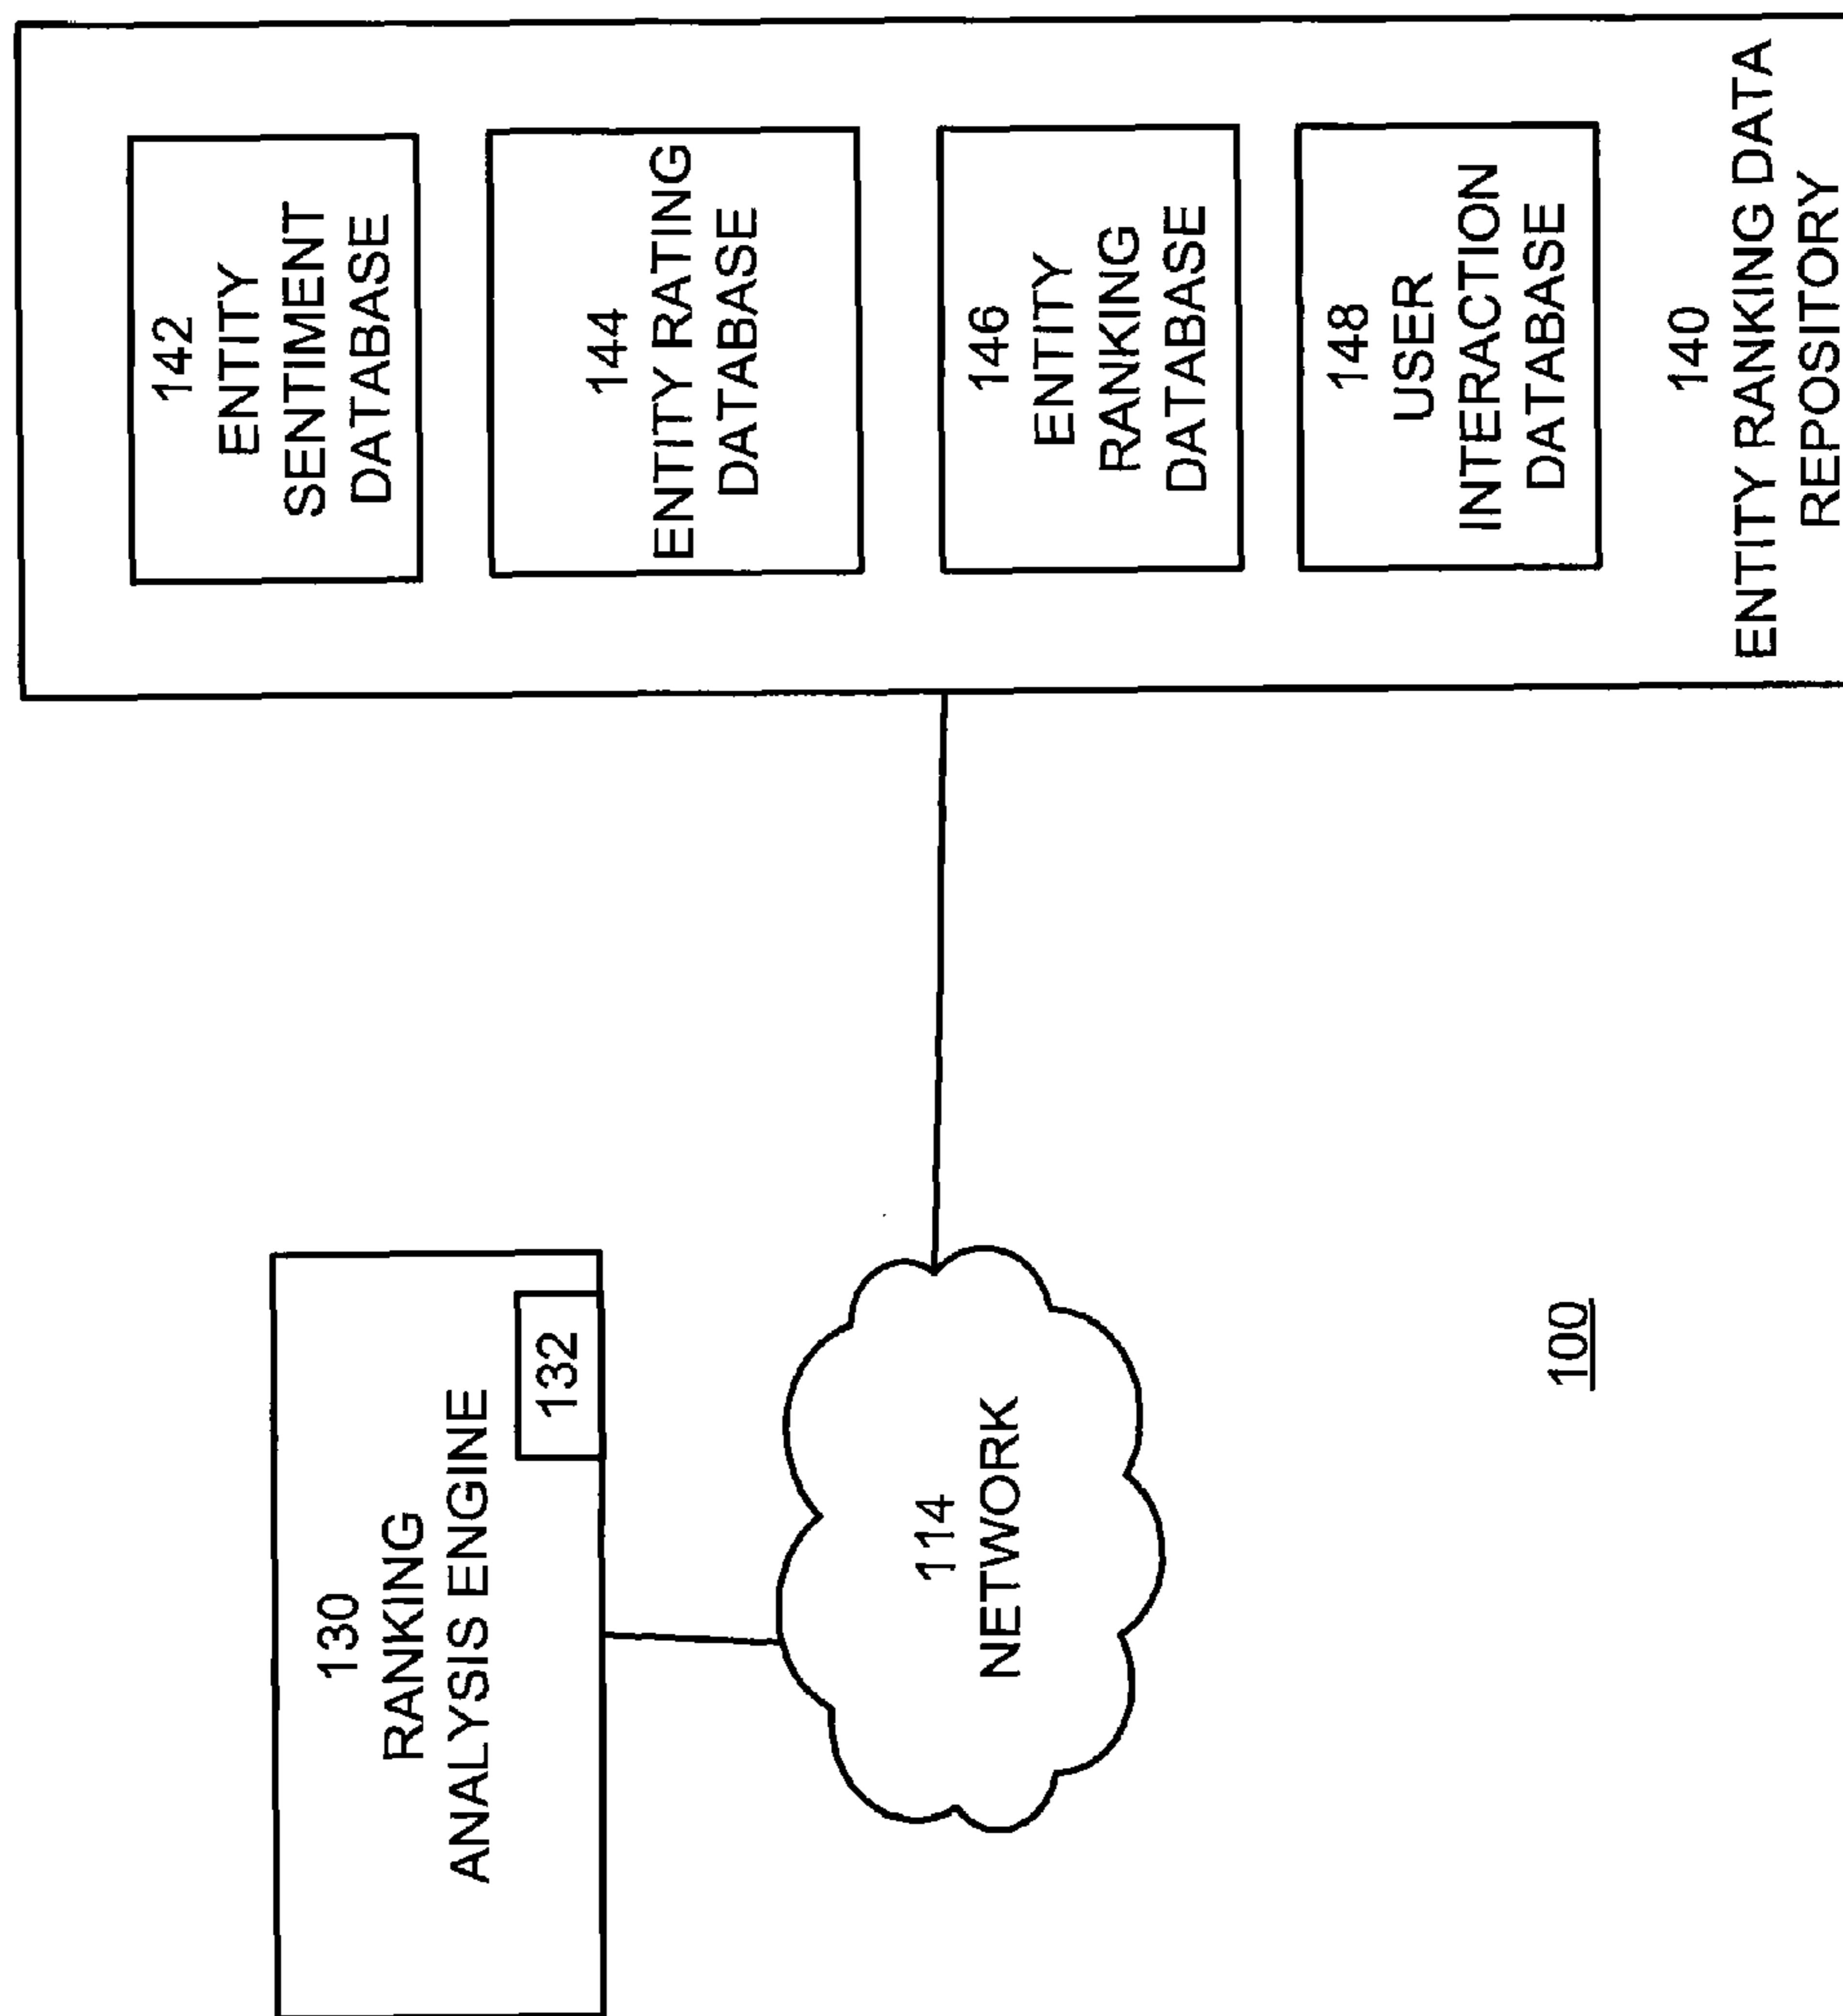 130
RANKING
ANALYSIS ENGINE
132
114
NETWORK
100
142
ENTITY
SENTIMENT
DATABASE
144
ENTITY RATING
DATABASE
146
ENTITY
RANKING
DATABASE
148
USER
INTERACTION
DATABASE
140
ENTITY RANKING DATA
REPOSITORY